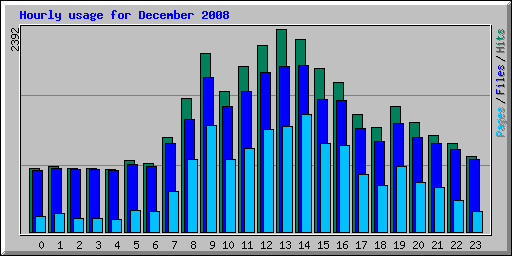 Hourly usage for December 2008
2392
Pages / Files / Hits
0 1 2 3 4 5 6 7 8 9 10 11 12 13 14 15 16 17 18 19 20 21 22 23